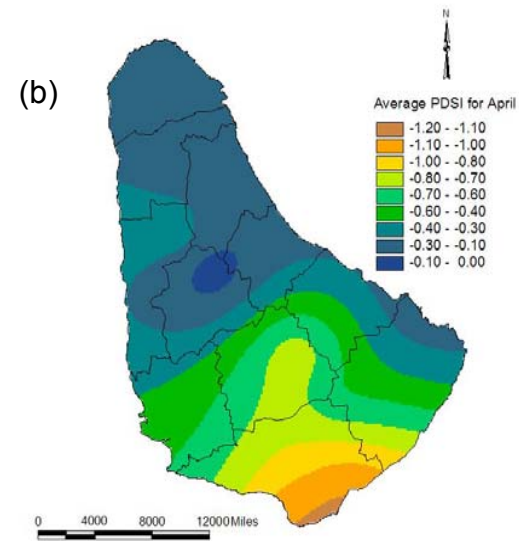 N
(b)
Average PDSI for April
-1.20 - -1.10
-1.10 - -1.00
-1.00 - -0.80
-0.80 - -0.70
-0.70 - -0.60
-0.60 - -0.40
-0.40 - -0.30
-0.30 - -0.10
-0.10 - 0.00
0 4000 8000 12000Miles